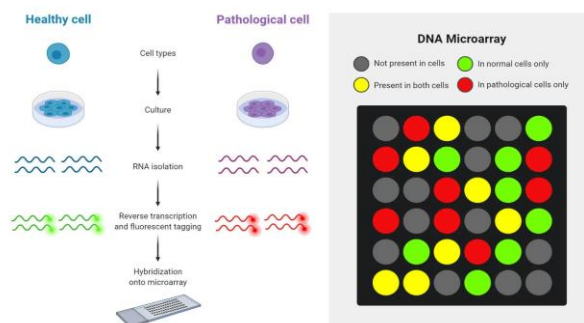 Healthy cell
Pathological cell
Cell types
Culture
RNA isolation
Reverse transcription
and fluorescent tagging
Hybridization
onto microarray
DNA Microarray
Not present in cells
In normal cells only
Present in both cells
In pathological cells only